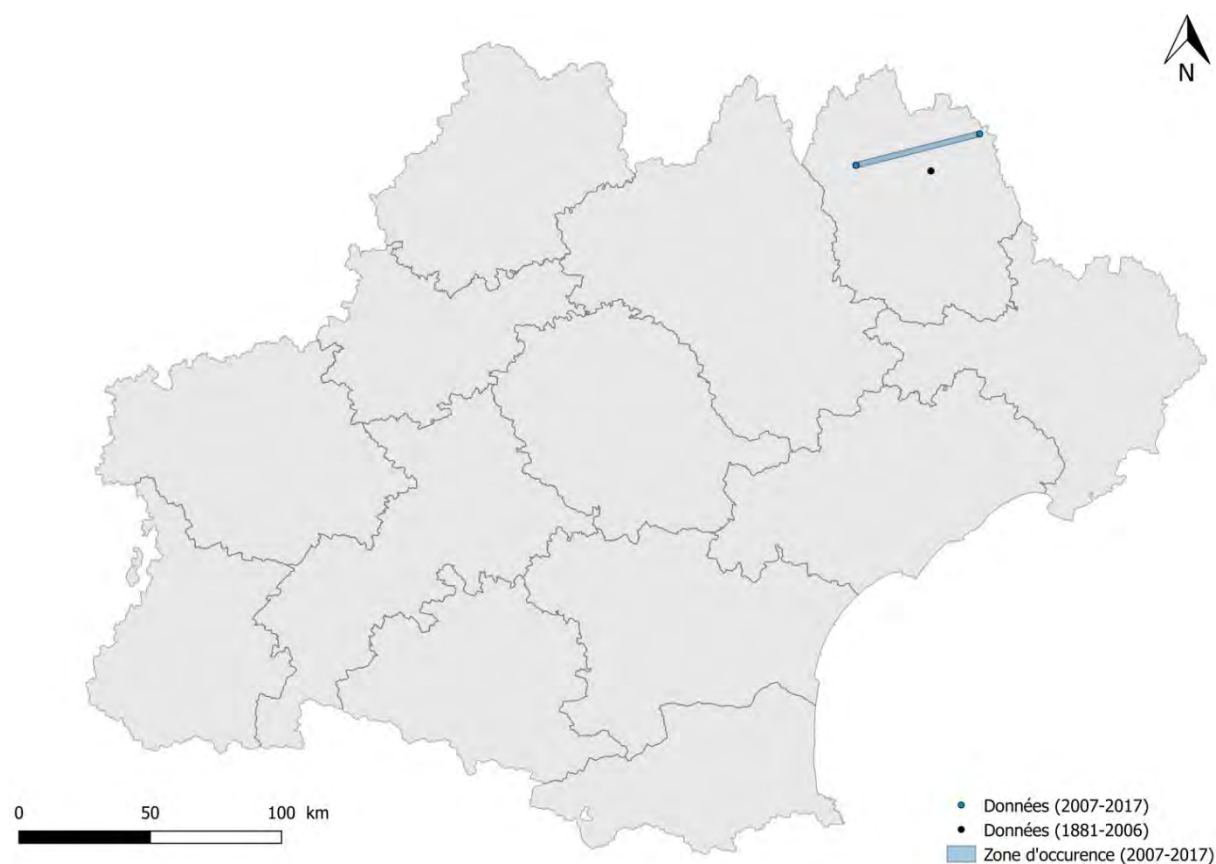 N
0 50 100 km
Données (2007-2017)
Données (1881-2006)
Zone d'occurence (2007-2017)